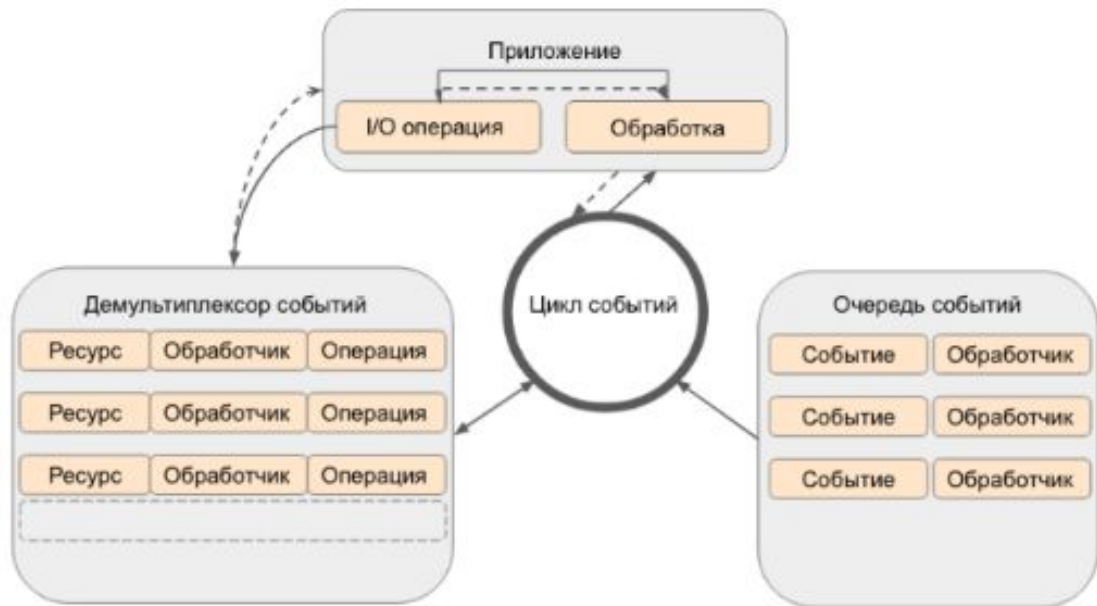 Приложение
I/O операция
Обработка
Демультиплексор событий
Ресурс Обработчик Операция
Ресурс Обработчик Операция
Ресурс Обработчик Операция
Цикл событий
Очередь событий
Событие Обработчик
Событие Обработчик
Событие Обработчик